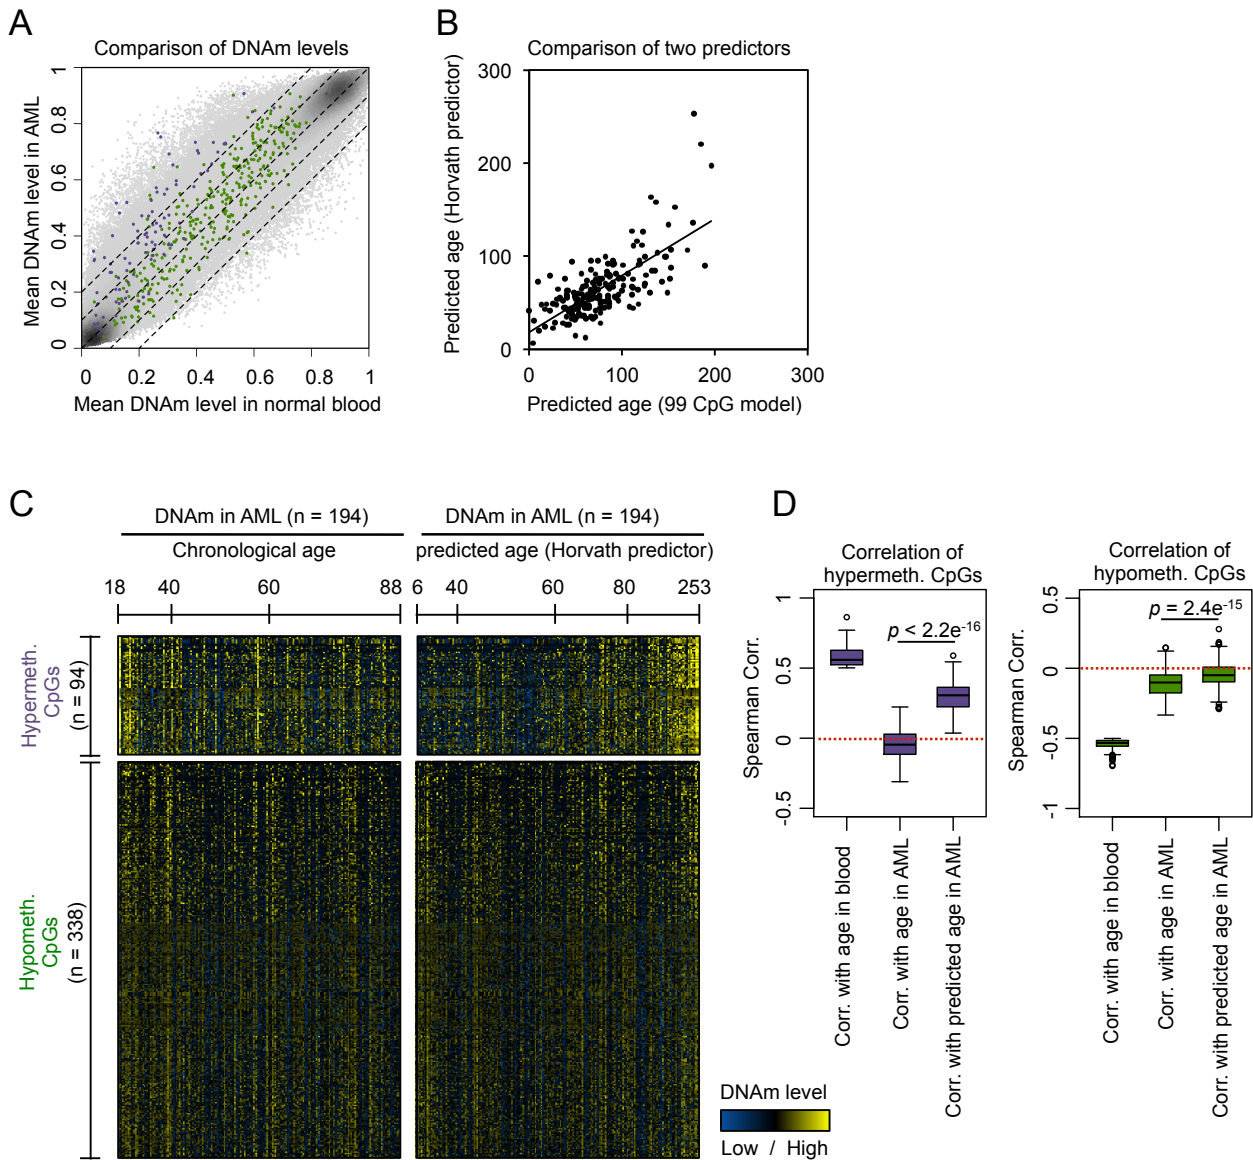 A
Comparison of DNAm levels
Mean DNAm level in AML
1
0.8
0.6
0.4
0.2
0
0 0.2 0.4 0.6 0.8 1
Mean DNAm level in normal blood
B
Comparison of two predictors
Predicted age (Horvath predictor)
300
200
100
0
0 100 200 300
Predicted age (99 CpG model)
C
DNAm in AML (n = 194)
Chronological age
18 40 60 88
DNAm in AML (n = 194)
predicted age (Horvath predictor)
6 40 60 80 253
Hypermeth.
CpGs
(n = 94)
Hypometh.
CpGs
(n = 338)
DNAm level
Low / High
D
Correlation of
hypermeth. CpGs
Spearman Corr.
1
0.5
0
-0.5
p < 2.2e-16
Corr. with age in blood
Corr. with age in AML
Corr. with predicted age in AML
Correlation of
hypometh. CpGs
Spearman Corr.
0.5
0
-0.5
-1
p = 2.4e-15
Corr. with age in blood
Corr. with age in AML
Corr. with predicted age in AML